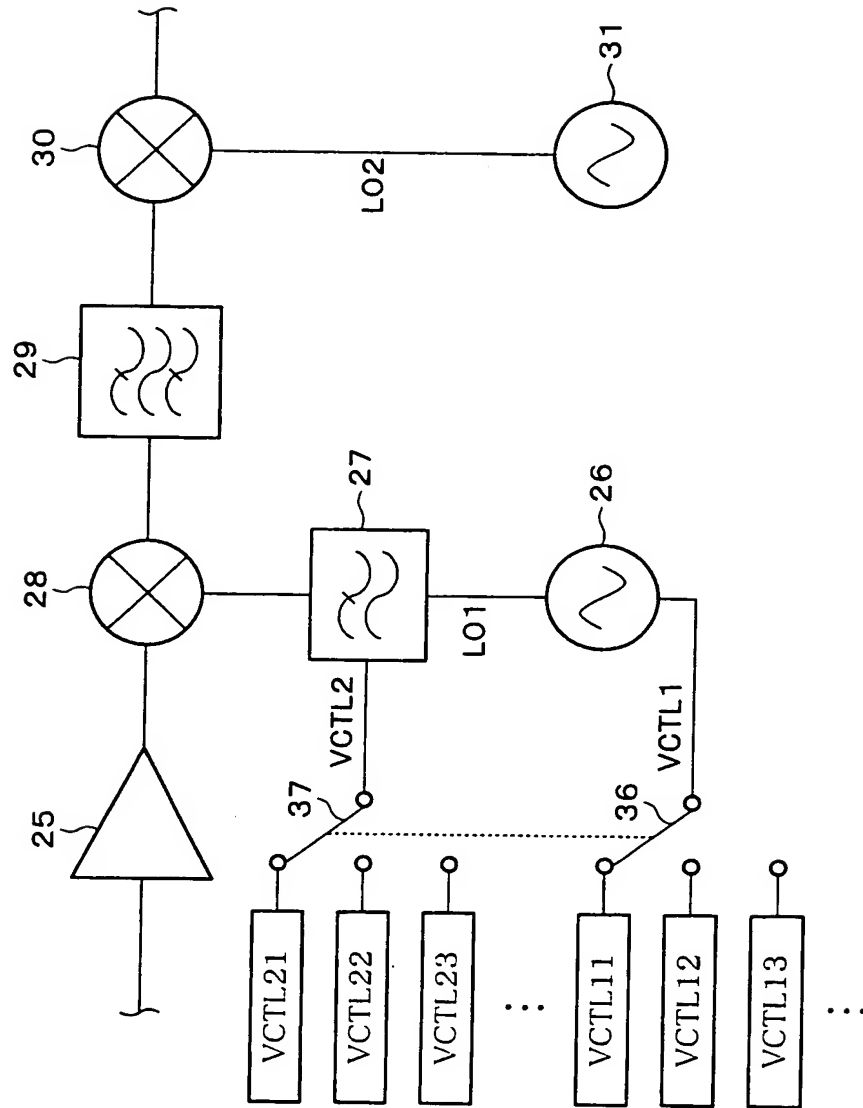 30
31
LO2
29
28
27
26
LO1
25
VCTL2
VCTL1
37
36
VCTL21
VCTL22
VCTL23
...
VCTL11
VCTL12
VCTL13
...